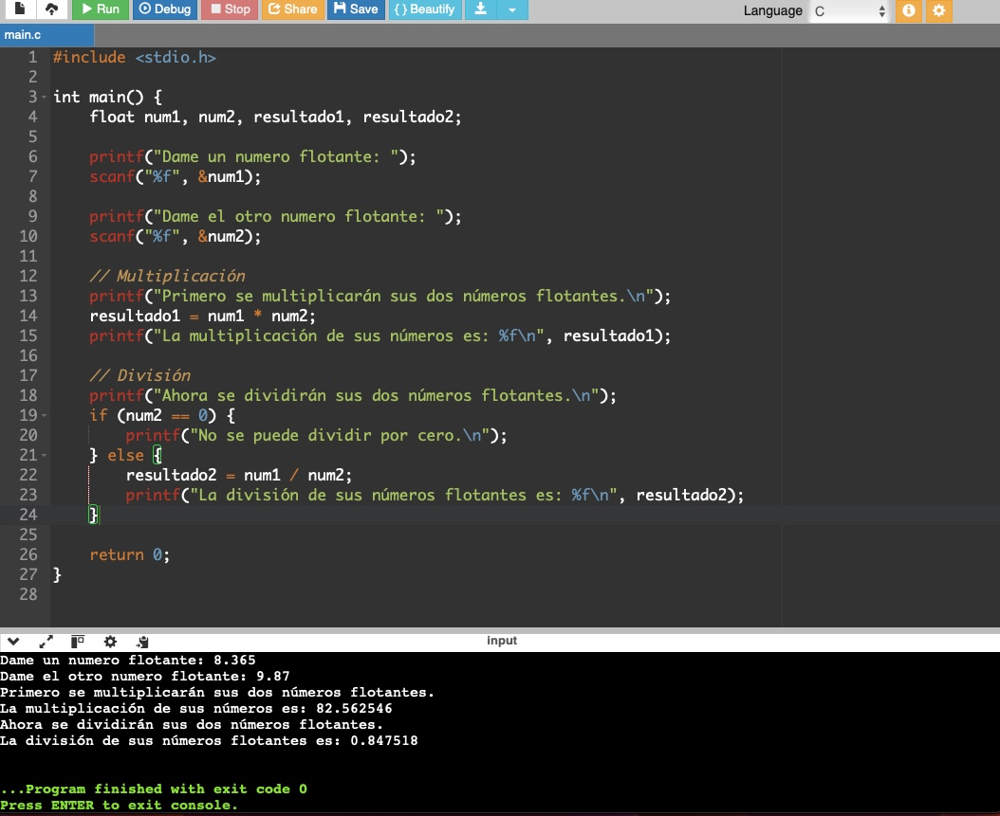 Run Debug Stop Share Save { } Beautify Language C
main.c
1 #include <stdio.h>
2
3 int main() {
4     float num1, num2, resultado1, resultado2;
5
6     printf("Dame un numero flotante: ");
7     scanf("%f", &num1);
8
9     printf("Dame el otro numero flotante: ");
10     scanf("%f", &num2);
11
12     // Multiplicación
13     printf("Primero se multiplicarán sus dos números flotantes.\n");
14     resultado1 = num1 * num2;
15     printf("La multiplicación de sus números es: %f\n", resultado1);
16
17     // División
18     printf("Ahora se dividirán sus dos números flotantes.\n");
19     if (num2 == 0) {
20         printf("No se puede dividir por cero.\n");
21     } else {
22         resultado2 = num1 / num2;
23         printf("La división de sus números flotantes es: %f\n", resultado2);
24     }
25
26     return 0;
27 }
28
input
Dame un numero flotante: 8.365
Dame el otro numero flotante: 9.87
Primero se multiplicarán sus dos números flotantes.
La multiplicación de sus números es: 82.562546
Ahora se dividirán sus dos números flotantes.
La división de sus números flotantes es: 0.847518
...Program finished with exit code 0
Press ENTER to exit console.